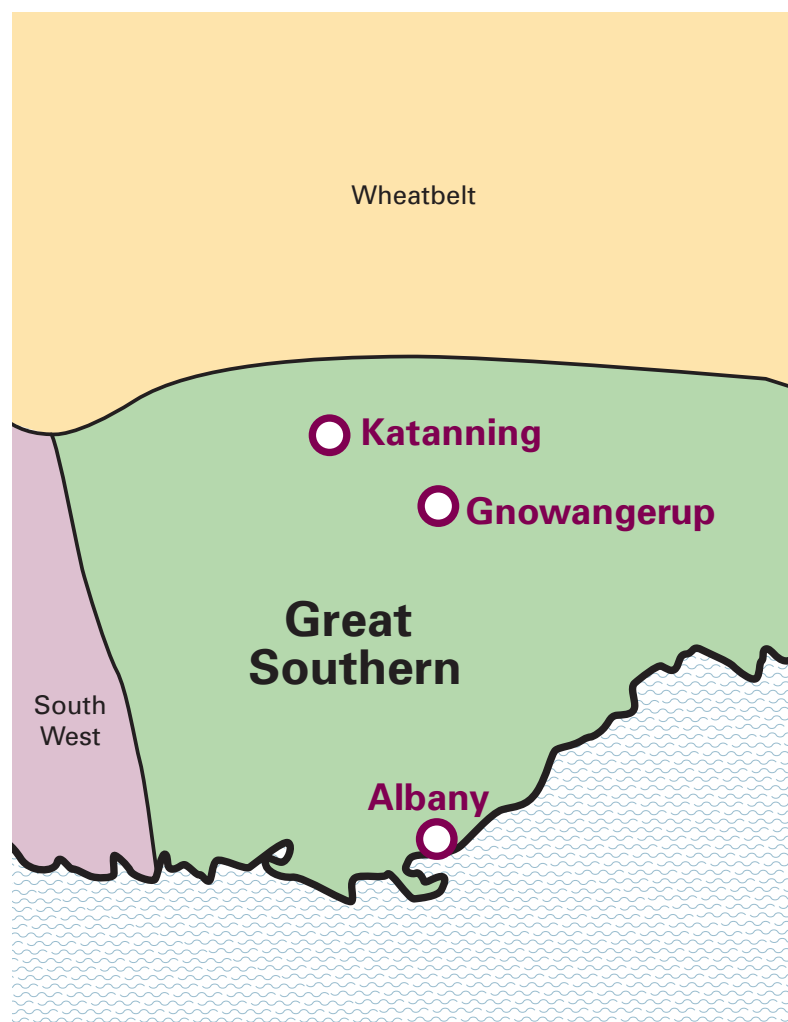 Wheatbelt
Katanning
Gnowangerup
Great
Southern
South
West
Albany